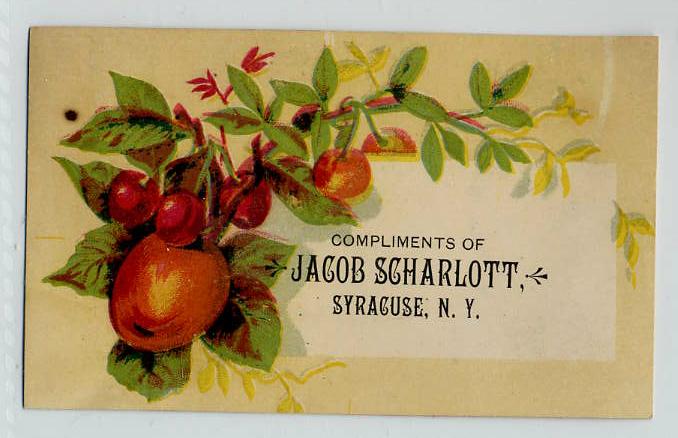 COMPLIMENTS OF
JACOB SCHARLOTT,
SYRACUSE, N. Y.